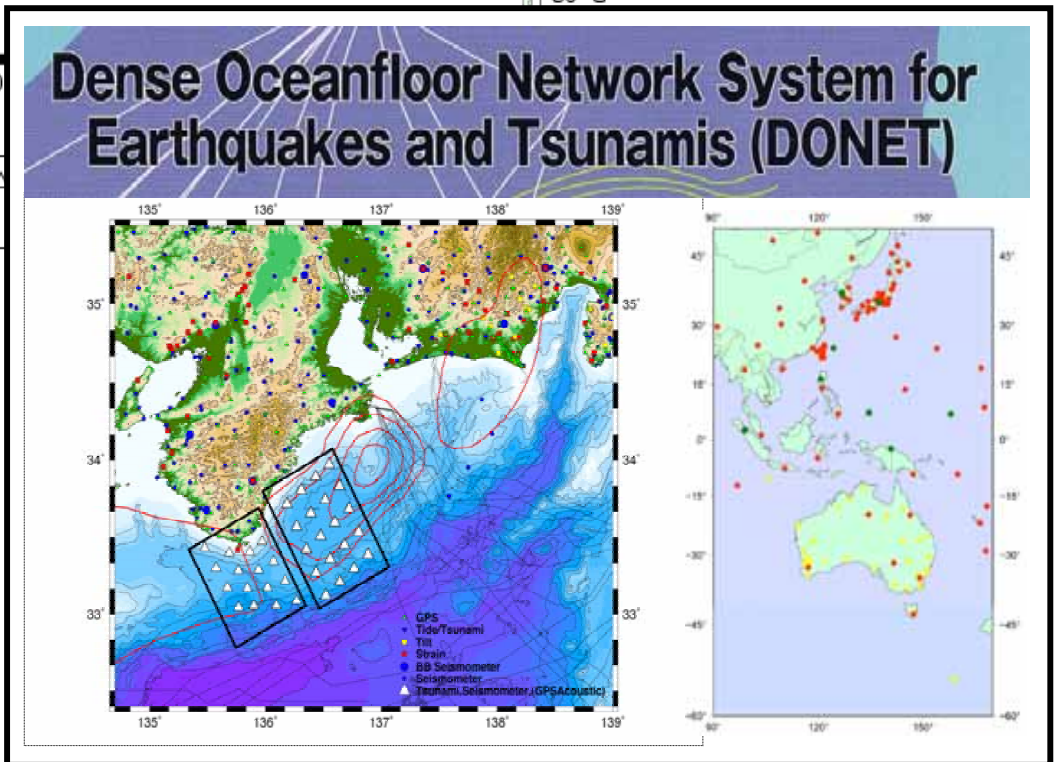 Dense Oceanfloor Network System for
Earthquakes and Tsunamis (DONET)
135˚ 136˚ 137˚ 138˚ 139˚
35˚ 35˚
34˚ 34˚
33˚ 33˚
GPS
Tide/Tsunami
Tilt
Strain
BB Seismometer
Seismometer
Tsunami,Seismometer,(GPSAcoustic)
135˚ 136˚ 137˚ 138˚ 139˚
90˚ 120˚ 150˚
45˚ 45˚
30˚ 30˚
15˚ 15˚
0˚ 0˚
-15˚ -15˚
-30˚ -30˚
-45˚ -45˚
-60˚ -60˚
90˚ 120˚ 150˚